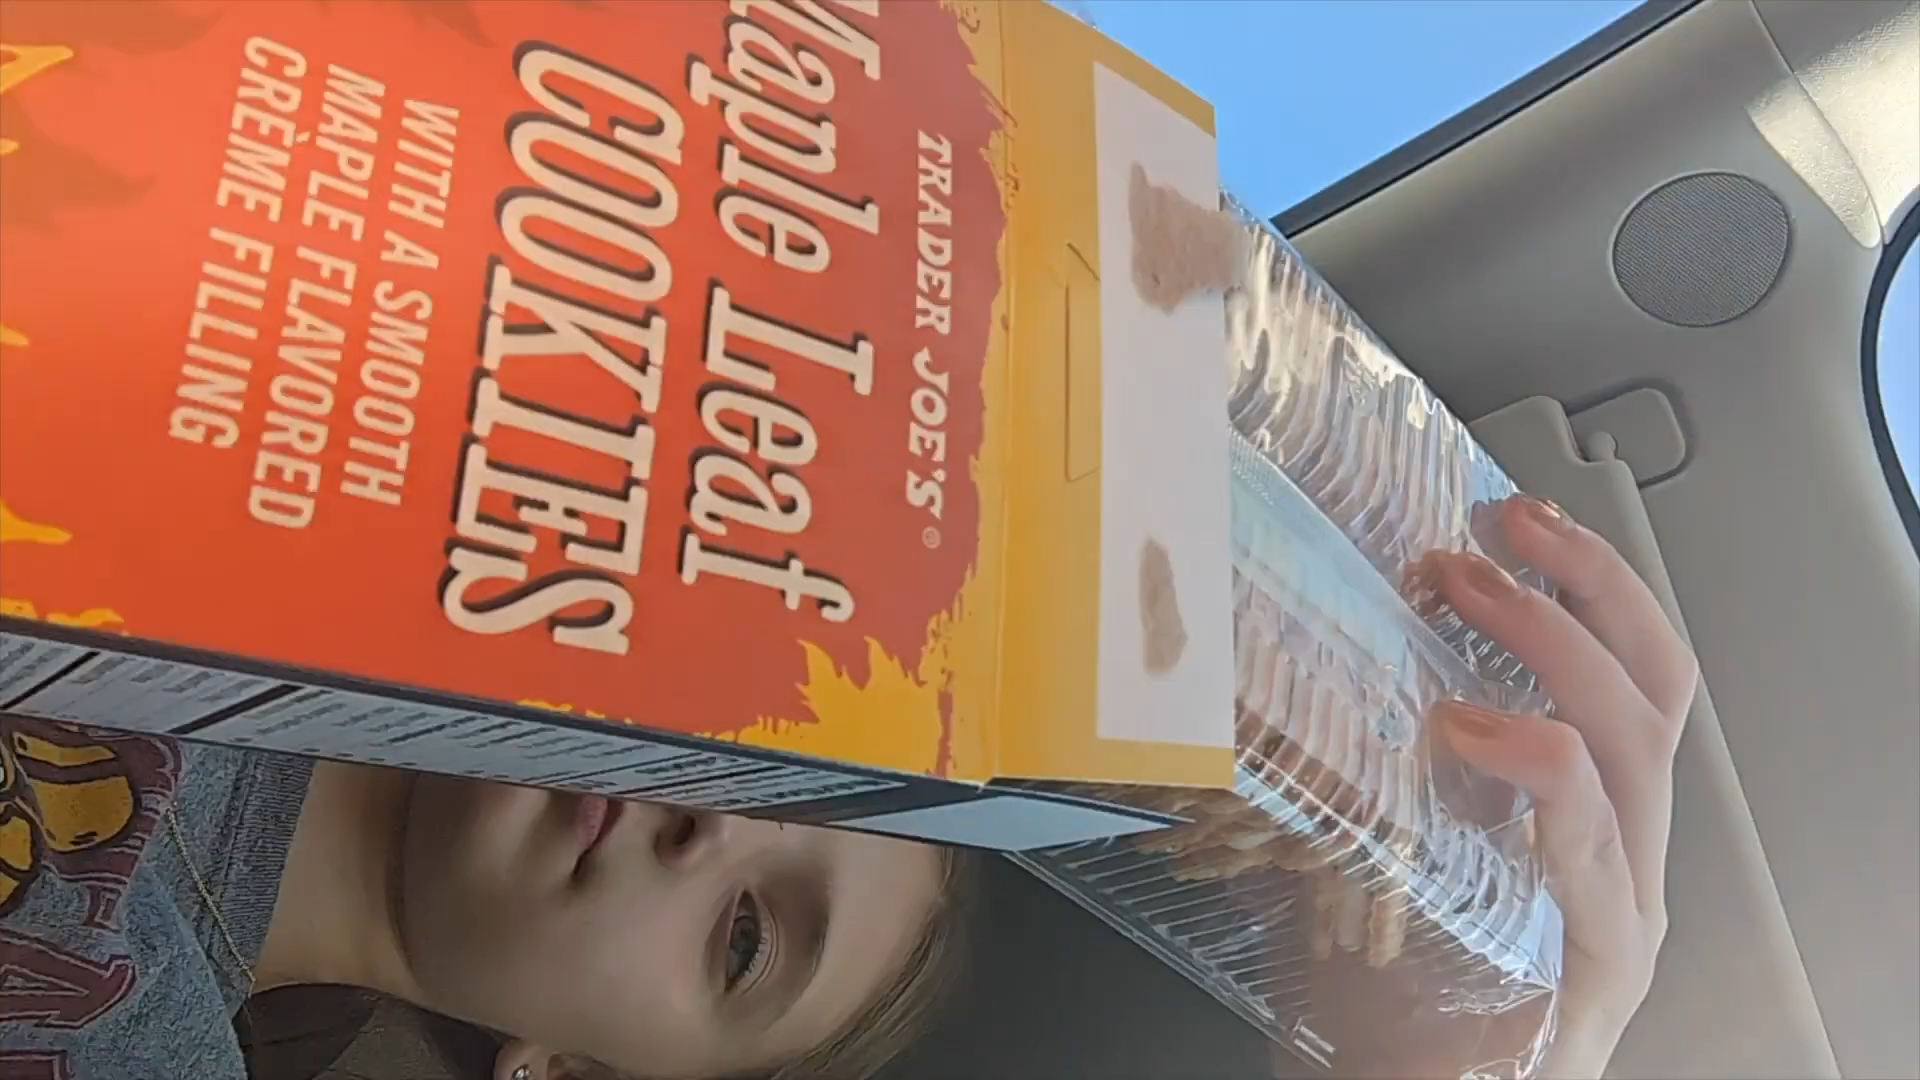 TRADER JOE'S®
Maple Leaf
COOKIES
WITH A SMOOTH
MAPLE FLAVORED
CRÈME FILLING